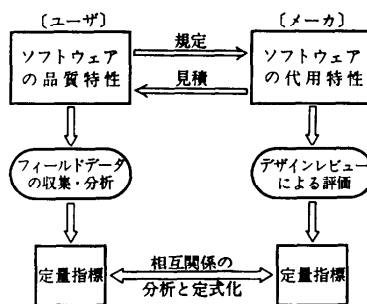 〔ユーザ〕
〔メーカ〕
ソフトウェア
の品質特性
規定
見積
ソフトウェア
の代用特性
フィールドデータ
の収集・分析
デザインレビュー
による評価
定量指標
相互関係の
分析と定式化
定量指標